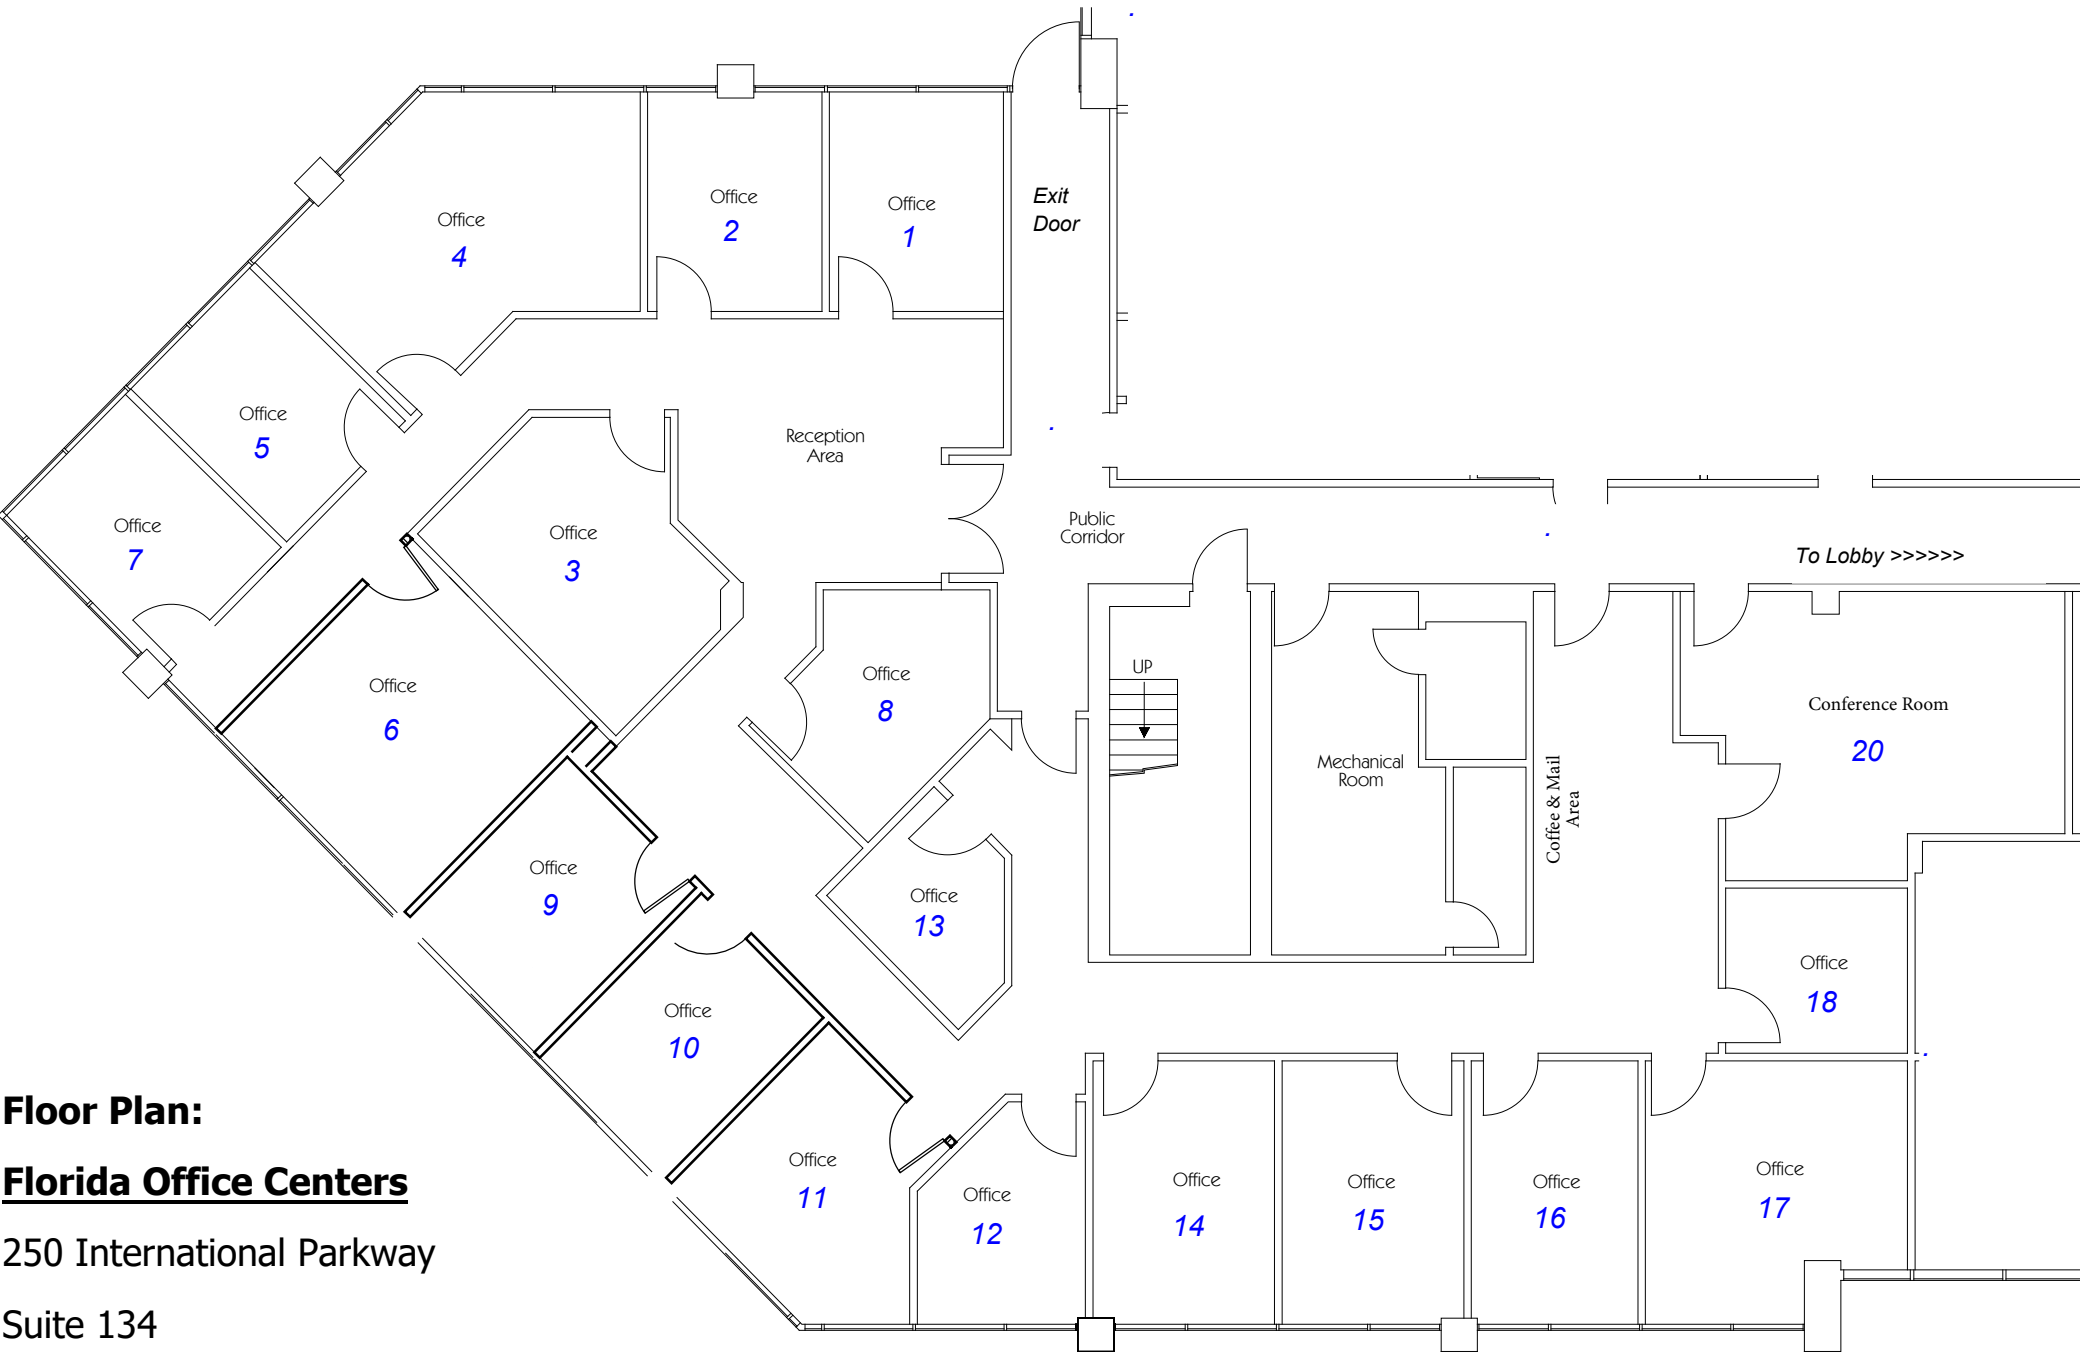 Exit
Door
Office
2
Office
1
Office
4
Office
5
Reception
Area
Office
7
Office
3
Public
Corridor
To Lobby >>>>>>
UP
Office
6
Office
8
Conference Room
20
Mechanical
Room
Coffee & Mail
Area
Office
9
Office
13
Office
18
Office
10
Office
11
Office
12
Office
14
Office
15
Office
16
Office
17
Floor Plan:
Florida Office Centers
250 International Parkway
Suite 134